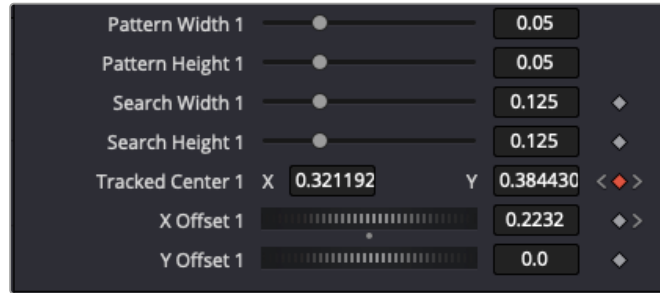 Pattern Width 1 0.05
Pattern Height 1 0.05
Search Width 1 0.125
Search Height 1 0.125
Tracked Center 1 X 0.321192 Y 0.384430
X Offset 1 0.2232
Y Offset 1 0.0